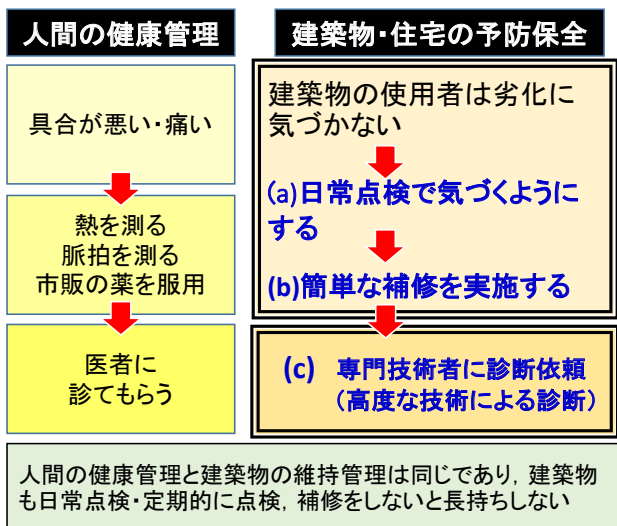 人間の健康管理
具合が悪い・痛い
熱を測る
脈拍を測る
市販の薬を服用
医者に
診てもらう
建築物・住宅の予防保全
建築物の使用者は劣化に
気づかない
(a)日常点検で気づくように
する
(b)簡単な補修を実施する
(c) 専門技術者に診断依頼
(高度な技術による診断)
人間の健康管理と建築物の維持管理は同じであり，建築物
も日常点検・定期的に点検，補修をしないと長持ちしない